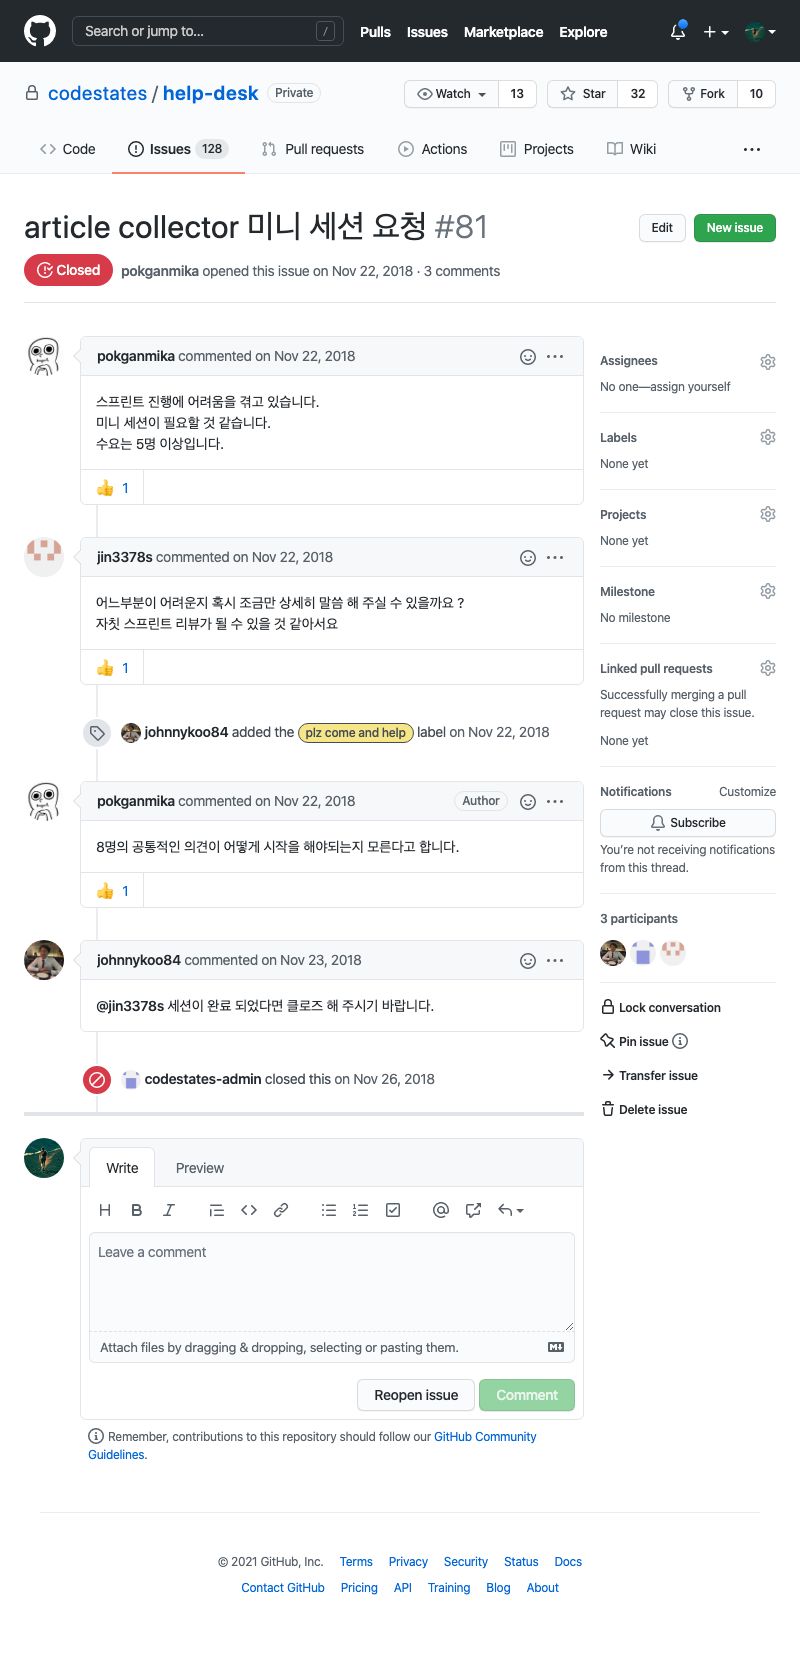 Search or jump to... /
Pulls Issues Marketplace Explore
codestates / help-desk Private
Watch 13 Star 32 Fork 10
Code Issues 128 Pull requests Actions Projects Wiki
article collector 미니 세션 요청 #81
Edit New issue
Closed pokganmika opened this issue on Nov 22, 2018 · 3 comments
pokganmika commented on Nov 22, 2018
스프린트 진행에 어려움을 겪고 있습니다.
미니 세션이 필요할 것 같습니다.
수요는 5명 이상입니다.
👍 1
jin3378s commented on Nov 22, 2018
어느부분이 어려운지 혹시 조금만 상세히 말씀 해 주실 수 있을까요 ?
자칫 스프린트 리뷰가 될 수 있을 것 같아서요
👍 1
johnnykoo84 added the plz come and help label on Nov 22, 2018
pokganmika commented on Nov 22, 2018 Author
8명의 공통적인 의견이 어떻게 시작을 해야되는지 모른다고 합니다.
👍 1
johnnykoo84 commented on Nov 23, 2018
@jin3378s 세션이 완료 되었다면 클로즈 해 주시기 바랍니다.
codestates-admin closed this on Nov 26, 2018
Write Preview
H B I
Leave a comment
Attach files by dragging & dropping, selecting or pasting them.
Reopen issue Comment
Remember, contributions to this repository should follow our GitHub Community
Guidelines.
Assignees
No one—assign yourself
Labels
None yet
Projects
None yet
Milestone
No milestone
Linked pull requests
Successfully merging a pull
request may close this issue.
None yet
Notifications Customize
Subscribe
You're not receiving notifications
from this thread.
3 participants
Lock conversation
Pin issue
Transfer issue
Delete issue
© 2021 GitHub, Inc. Terms Privacy Security Status Docs
Contact GitHub Pricing API Training Blog About